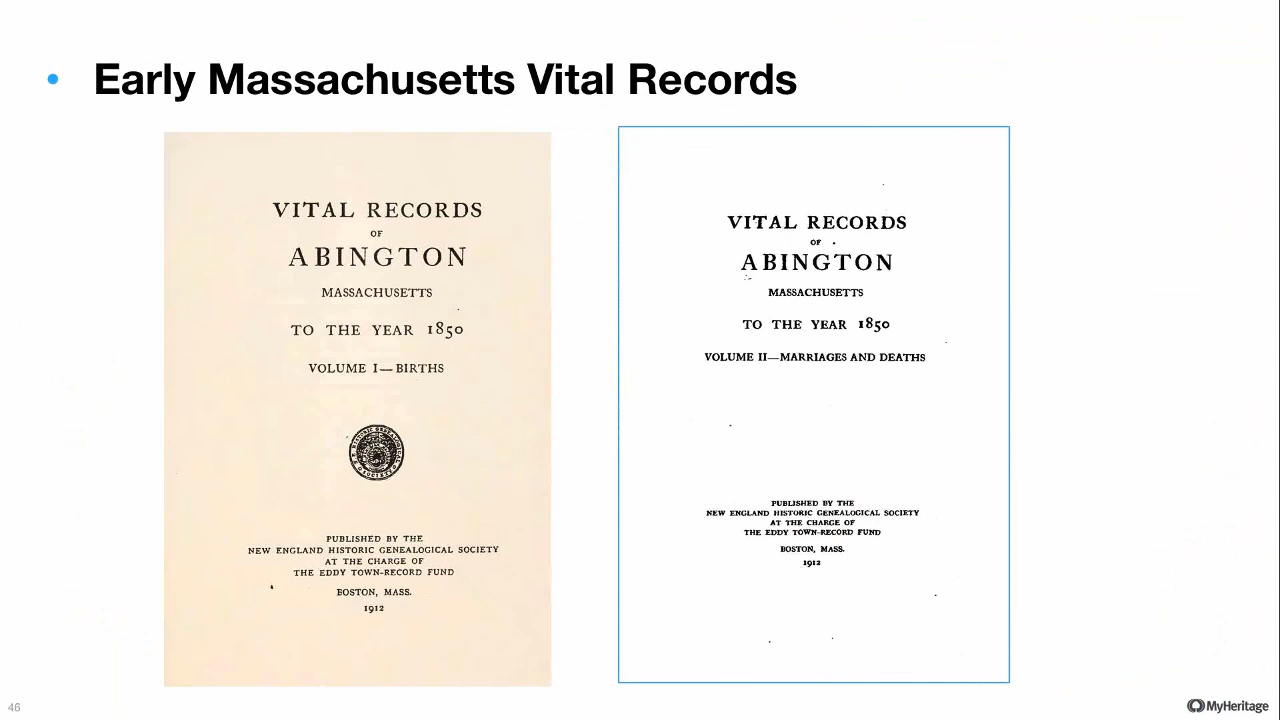 • Early Massachusetts Vital Records
VITAL RECORDS
OF
ABINGTON
MASSACHUSETTS
TO THE YEAR 1850
VOLUME I—BIRTHS
PUBLISHED BY THE
NEW ENGLAND HISTORIC GENEALOGICAL SOCIETY
AT THE CHARGE OF
THE EDDY TOWN-RECORD FUND
BOSTON, MASS.
1912
VITAL RECORDS
OF
ABINGTON
MASSACHUSETTS
TO THE YEAR 1850
VOLUME II—MARRIAGES AND DEATHS
PUBLISHED BY THE
NEW ENGLAND HISTORIC GENEALOGICAL SOCIETY
AT THE CHARGE OF
THE EDDY TOWN-RECORD FUND
BOSTON, MASS.
1912
46
MyHeritage